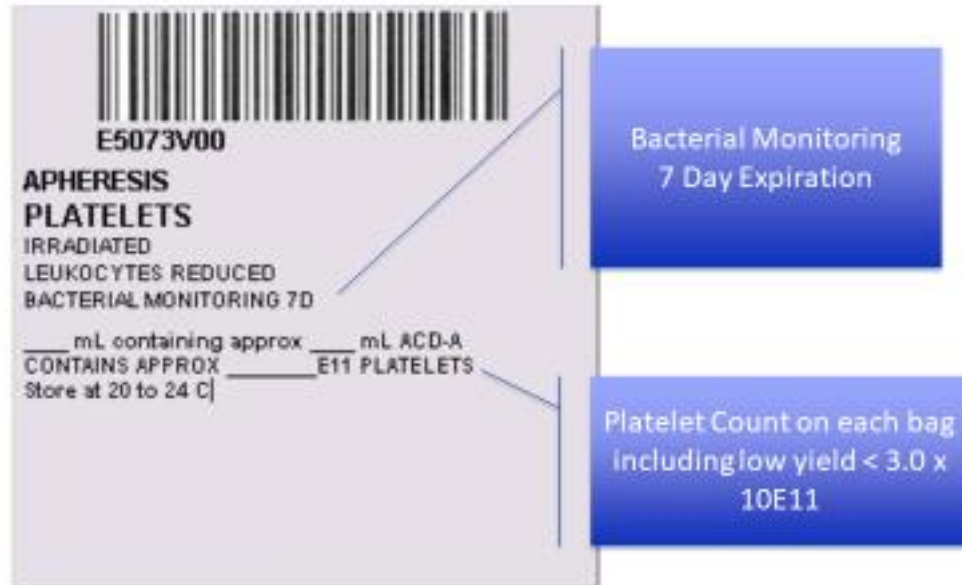 E5073V00
APHERESIS
PLATELETS
IRRADIATED
LEUKOCYTES REDUCED
BACTERIAL MONITORING 7D
____ mL containing approx ____ mL ACD-A
CONTAINS APPROX ________E11 PLATELETS
Store at 20 to 24 C
Bacterial Monitoring
7 Day Expiration
Platelet Count on each bag
including low yield < 3.0 x
10E11